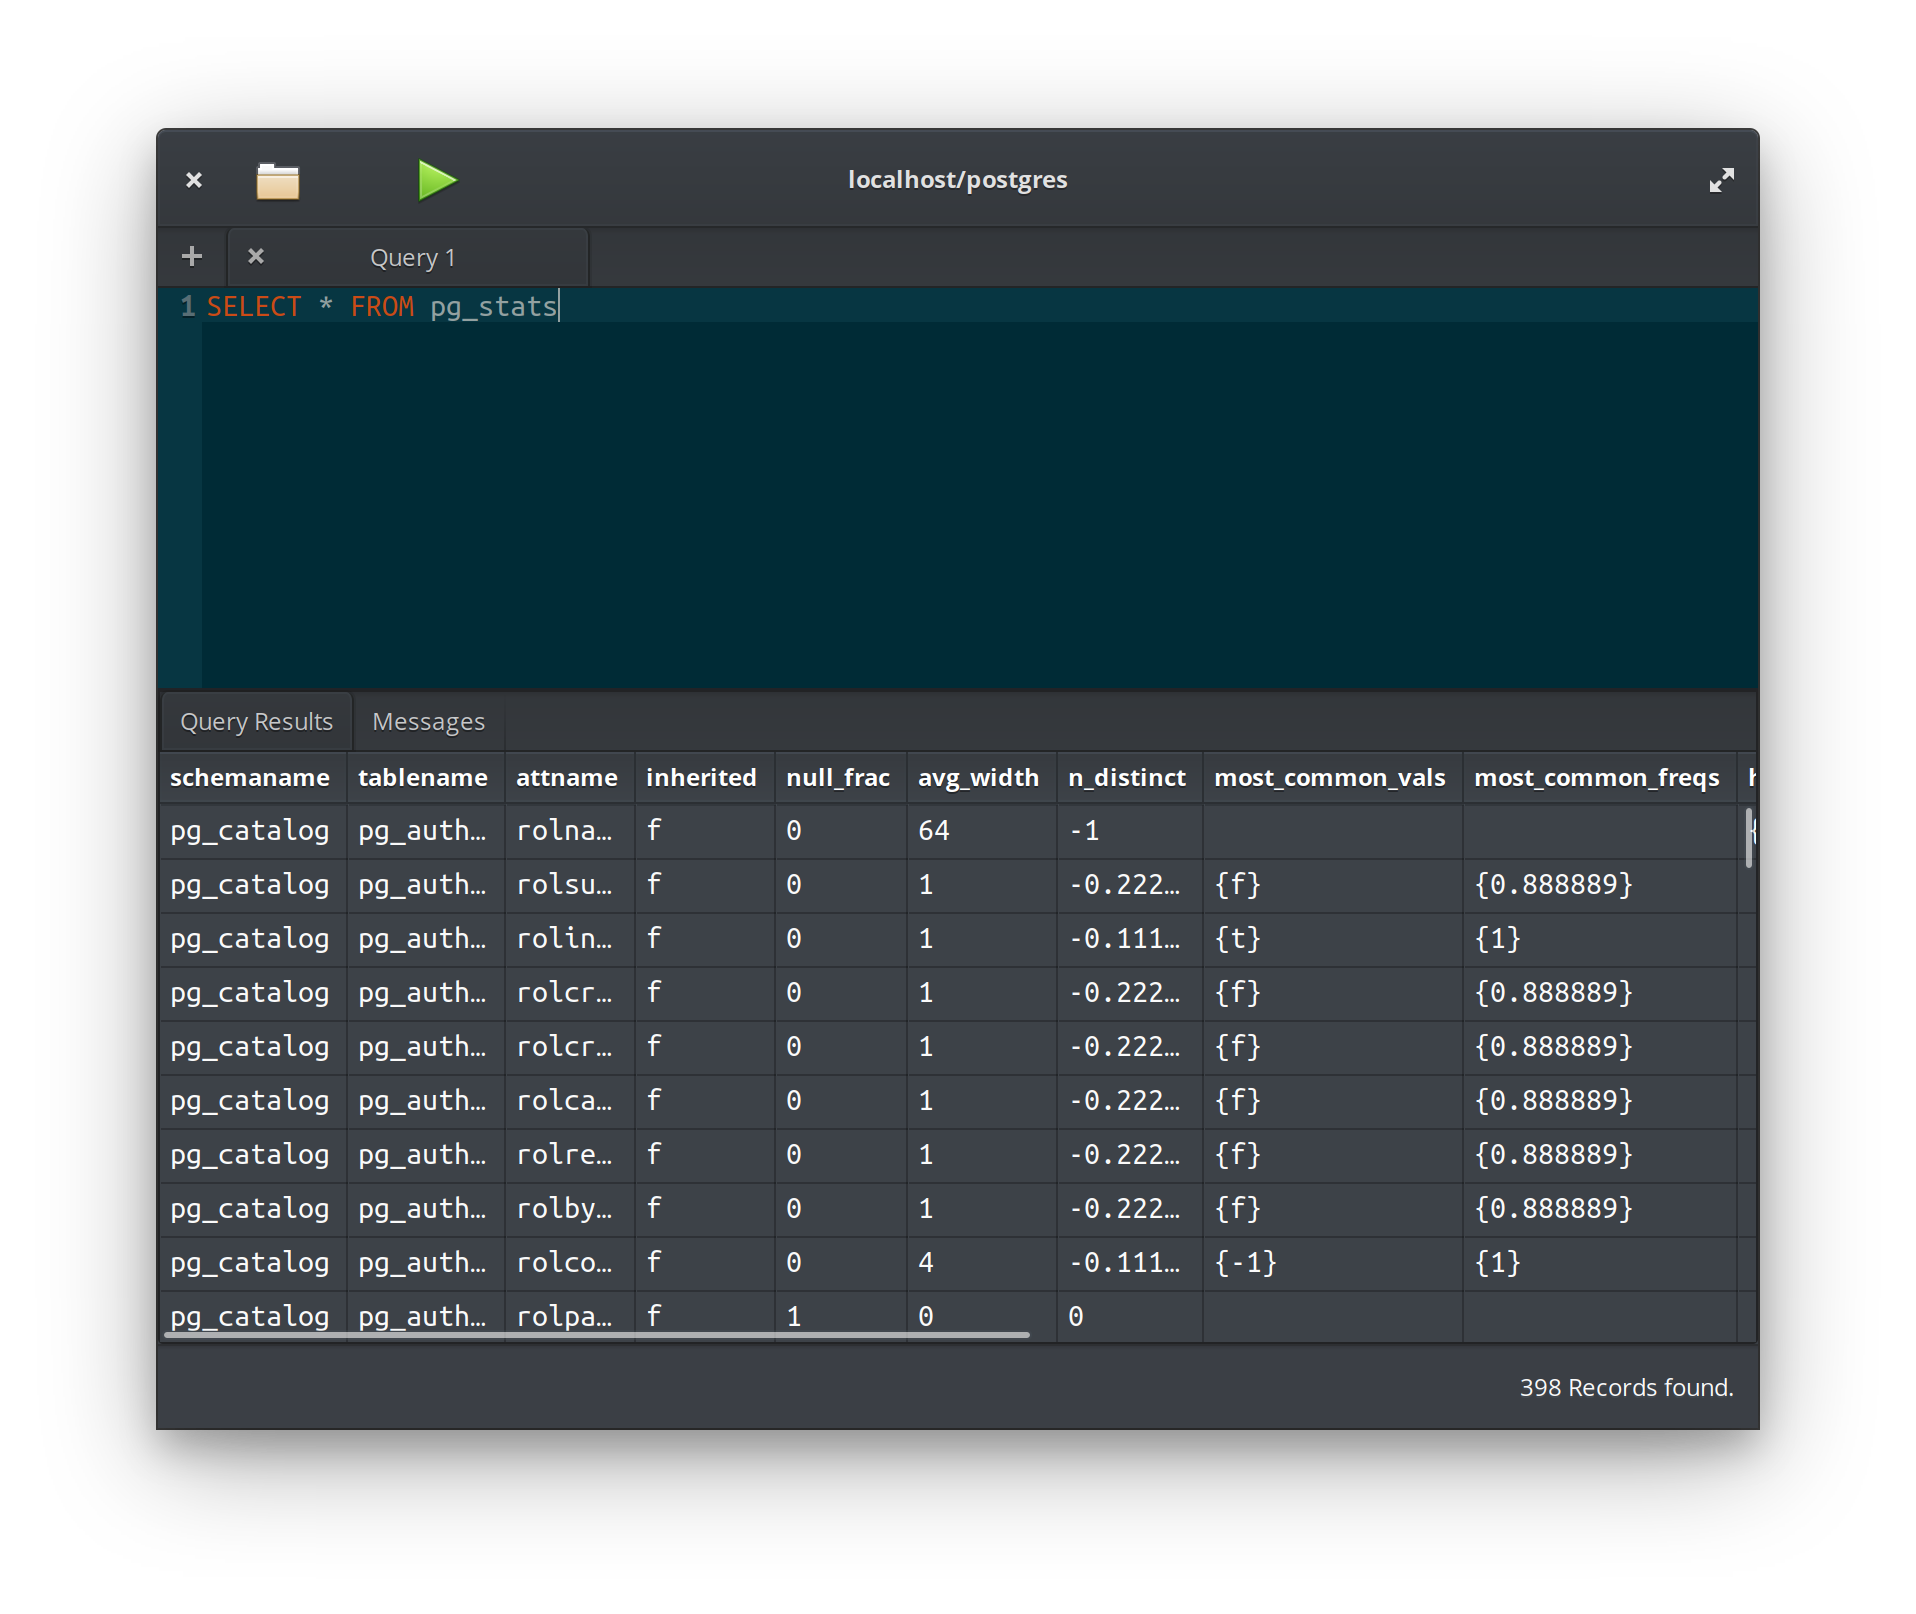 localhost/postgres
Query 1
1 SELECT * FROM pg_stats
Query Results Messages
schemaname tablename attname inherited null_frac avg_width n_distinct most_common_vals most_common_freqs
pg_catalog pg_auth… rolna… f 0 64 -1
pg_catalog pg_auth… rolsu… f 0 1 -0.222… {f} {0.888889}
pg_catalog pg_auth… rolin… f 0 1 -0.111… {t} {1}
pg_catalog pg_auth… rolcr… f 0 1 -0.222… {f} {0.888889}
pg_catalog pg_auth… rolcr… f 0 1 -0.222… {f} {0.888889}
pg_catalog pg_auth… rolca… f 0 1 -0.222… {f} {0.888889}
pg_catalog pg_auth… rolre… f 0 1 -0.222… {f} {0.888889}
pg_catalog pg_auth… rolby… f 0 1 -0.222… {f} {0.888889}
pg_catalog pg_auth… rolco… f 0 4 -0.111… {-1} {1}
pg_catalog pg_auth… rolpa… f 1 0 0
398 Records found.